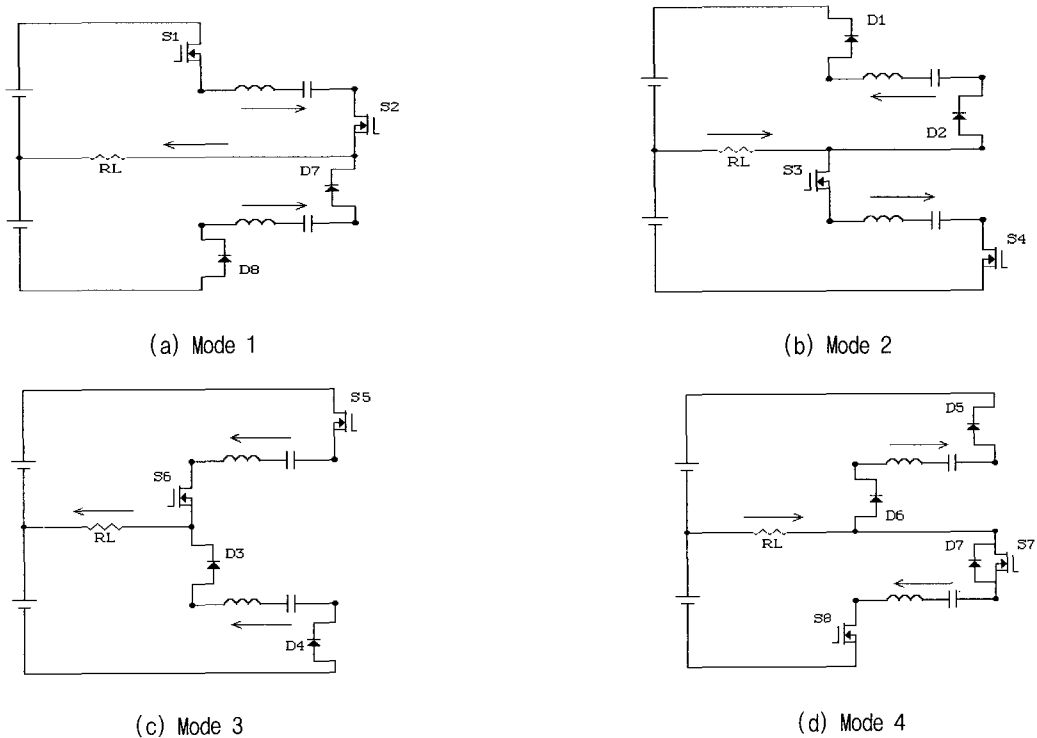 S1
S2
RL
D7
D8
(a) Mode 1
D1
D2
RL
S3
S4
(b) Mode 2
S5
S6
RL
D3
D4
(c) Mode 3
D5
D6
RL
D7
S7
S8
(d) Mode 4